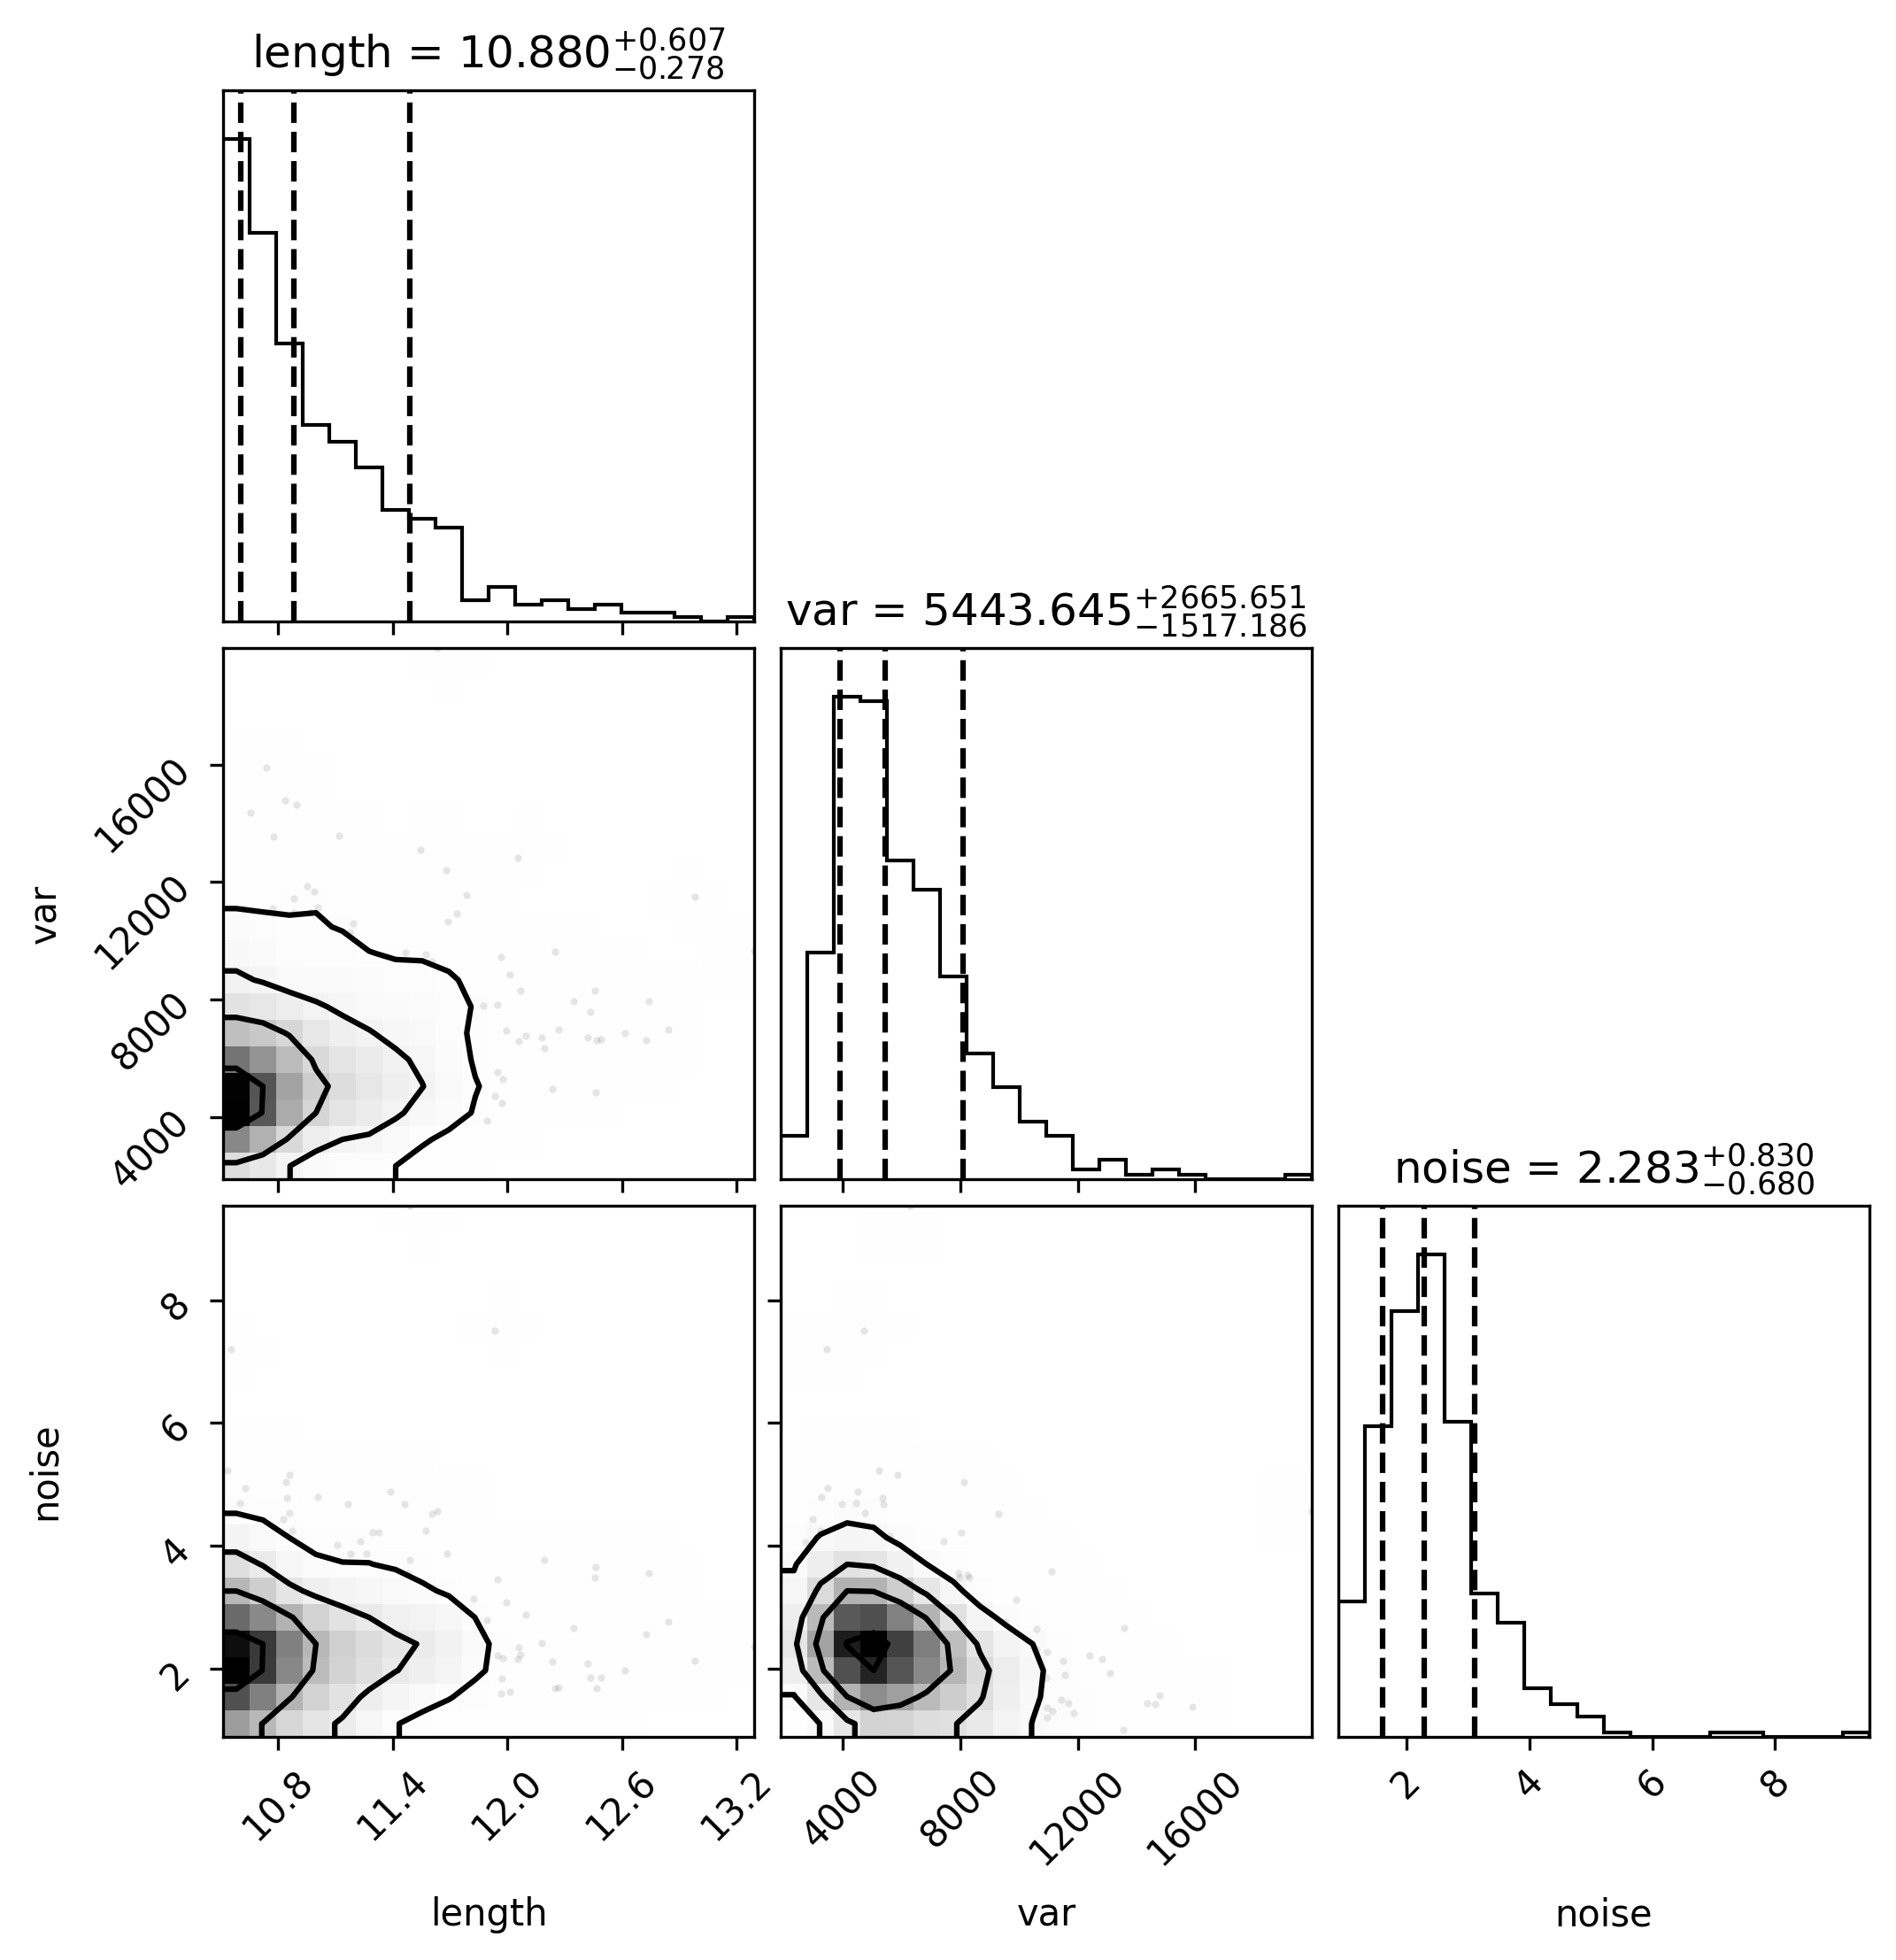 length = 10.880 +0.607 −0.278
var = 5443.645 +2665.651 −1517.186
16000
12000
8000
4000
var
noise = 2.283 +0.830 −0.680
8
6
4
2
noise
10.8 11.4 12.0 12.6 13.2
4000 8000 12000 16000
2 4 6 8
length var noise